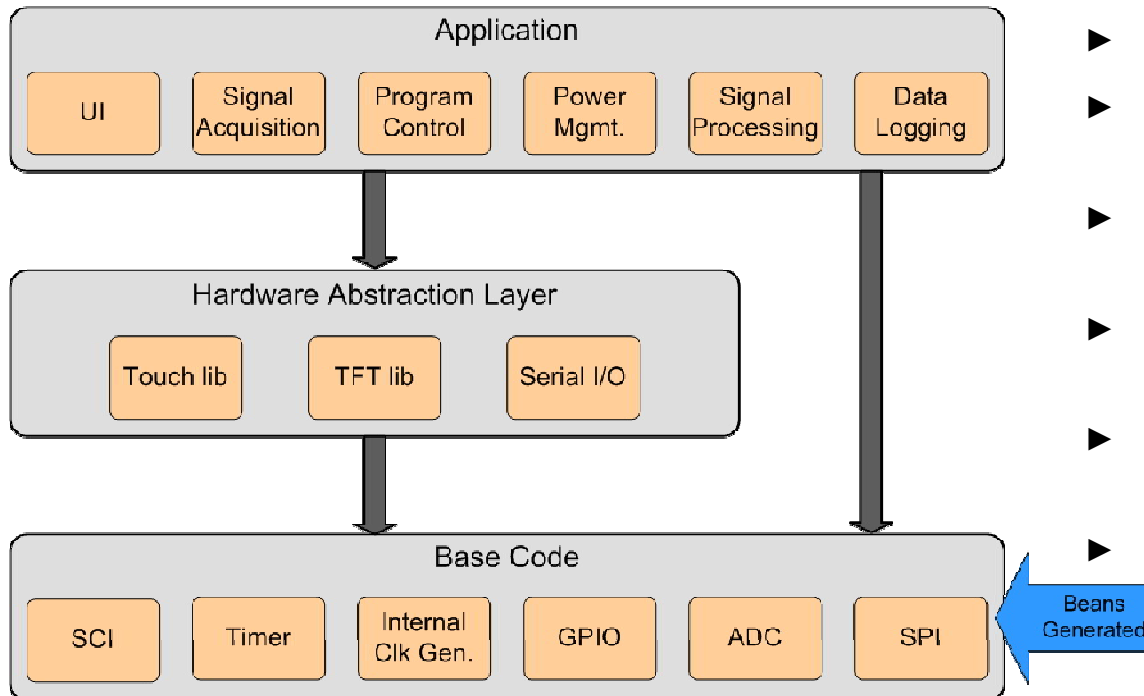 Application
UI
Signal
Acquisition
Program
Control
Power
Mgmt.
Signal
Processing
Data
Logging
Hardware Abstraction Layer
Touch lib
TFT lib
Serial I/O
Base Code
SCI
Timer
Internal
Clk Gen.
GPIO
ADC
SPI
Beans
Generated